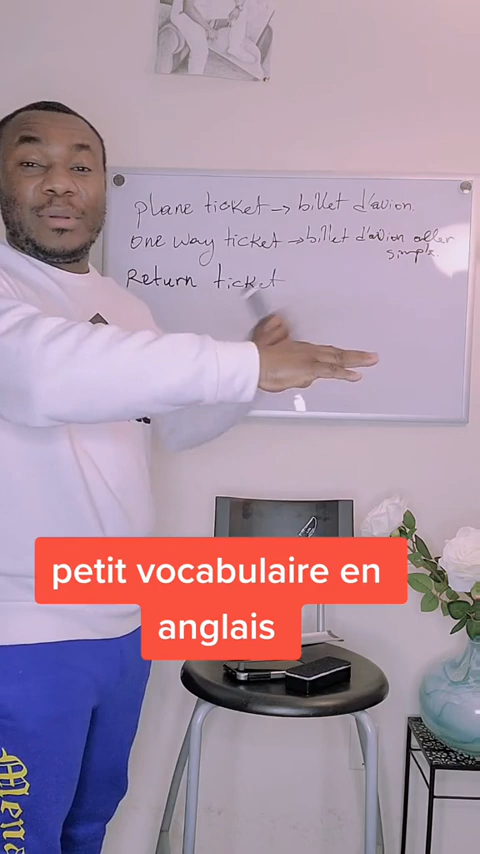 plane ticket → billet d'avion.
one way ticket → billet d'avion aller
simple.
Return ticket
petit vocabulaire en
anglais